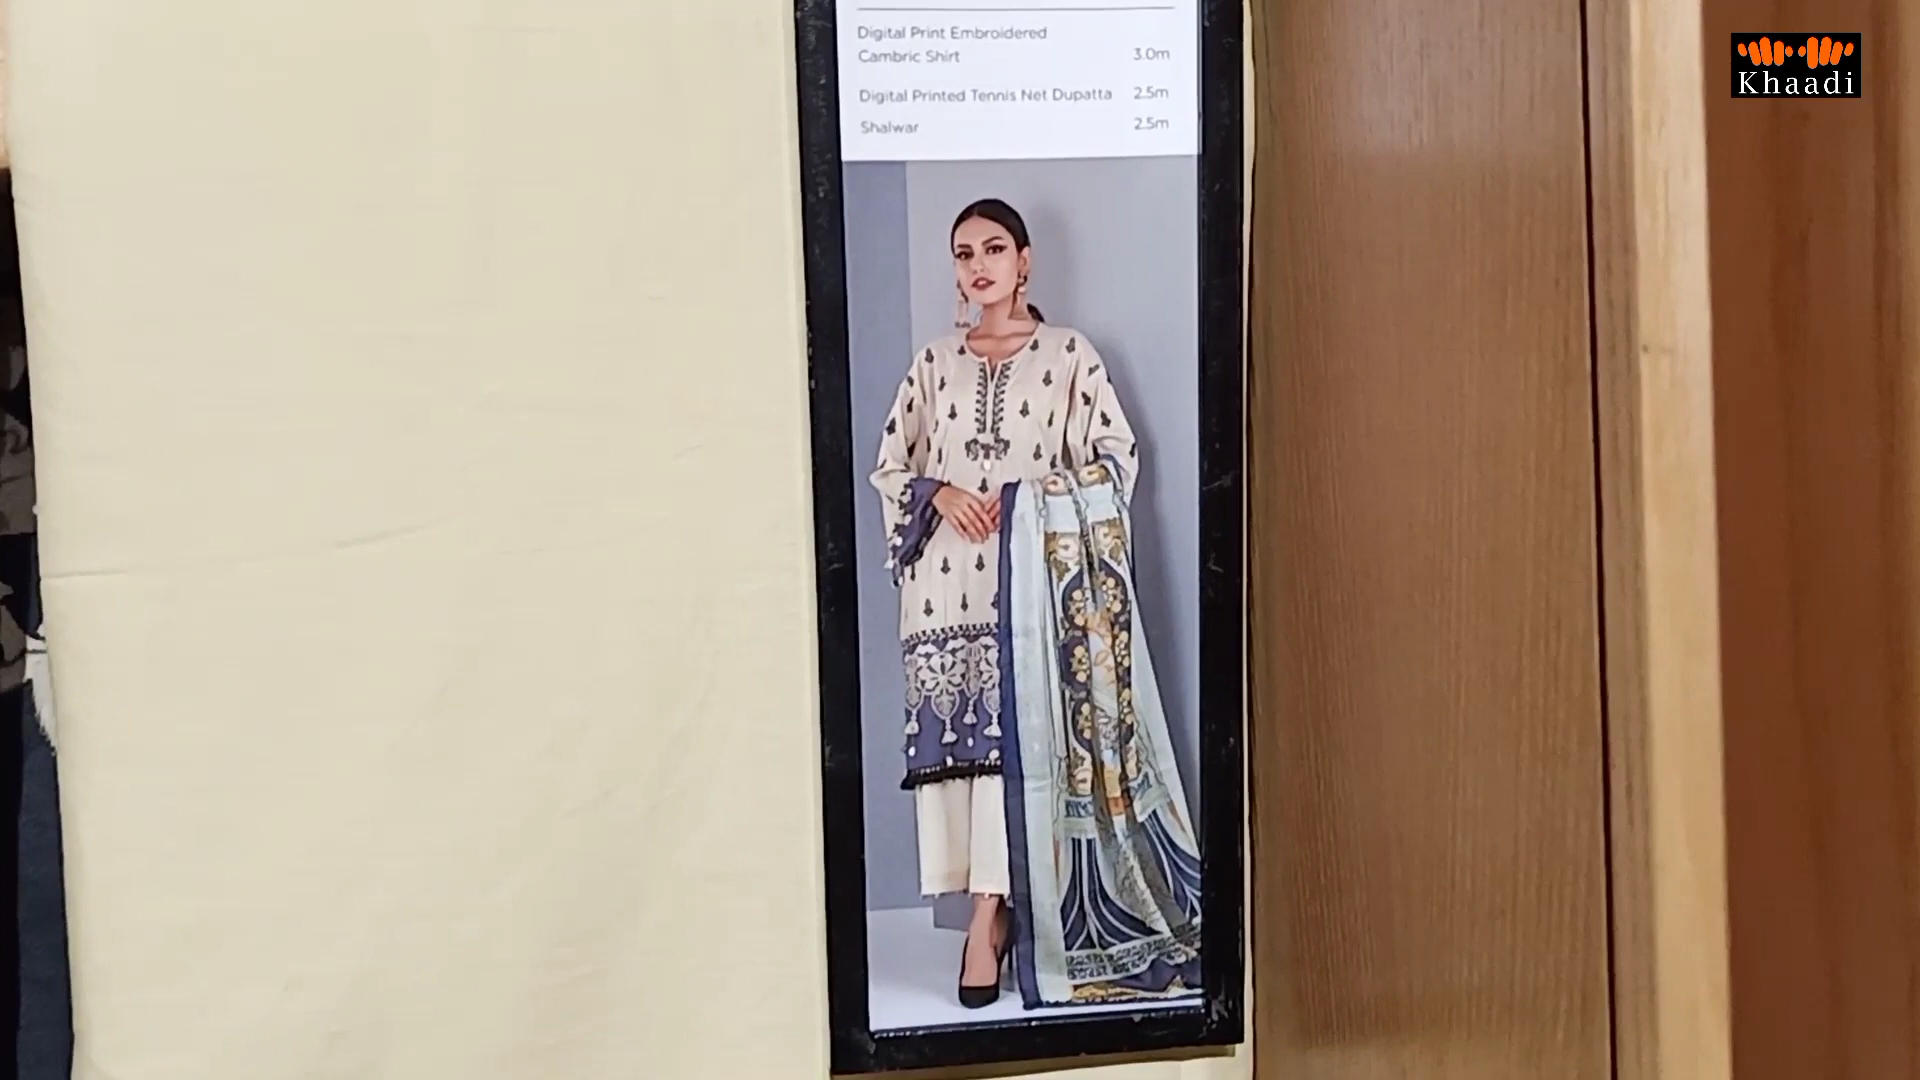 Digital Print Embroidered
Cambric Shirt 3.0m
Digital Printed Tennis Net Dupatta 2.5m
Shalwar 2.5m
Khaadi